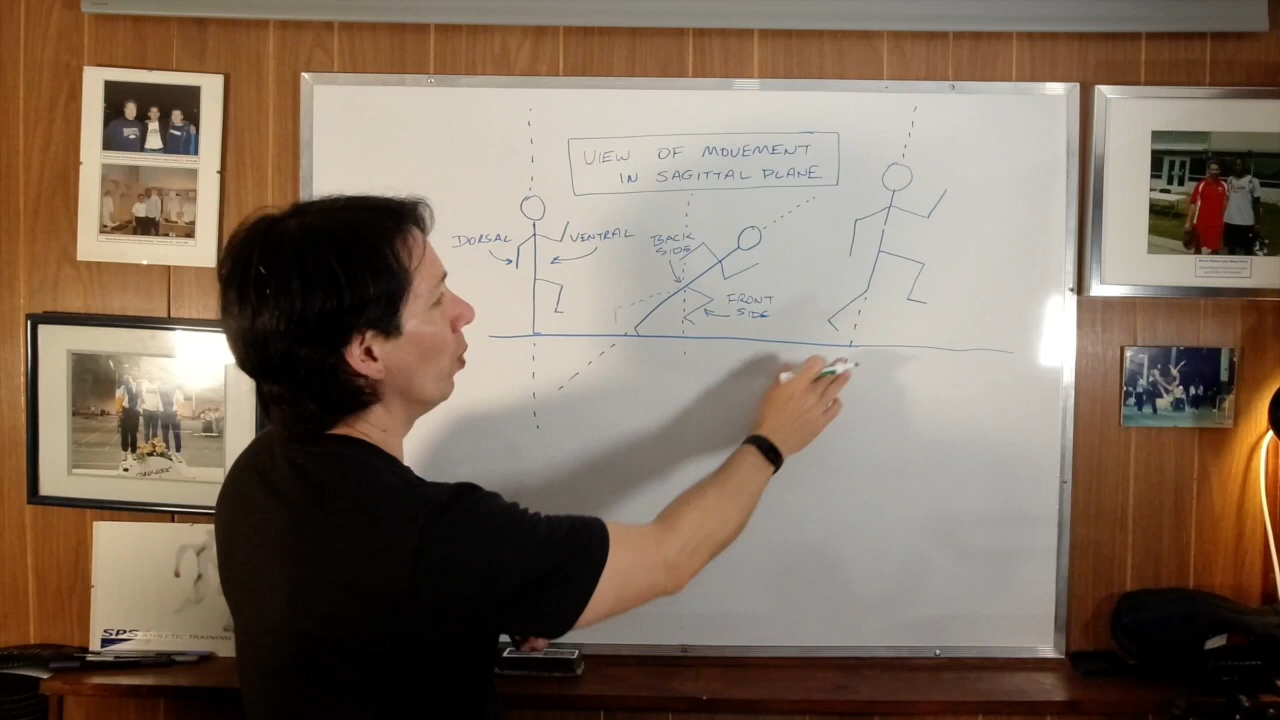 VIEW OF MOVEMENT
IN SAGITTAL PLANE
DORSAL
VENTRAL
BACK
SIDE
FRONT
SIDE
SPS ATHLETIC TRAINING